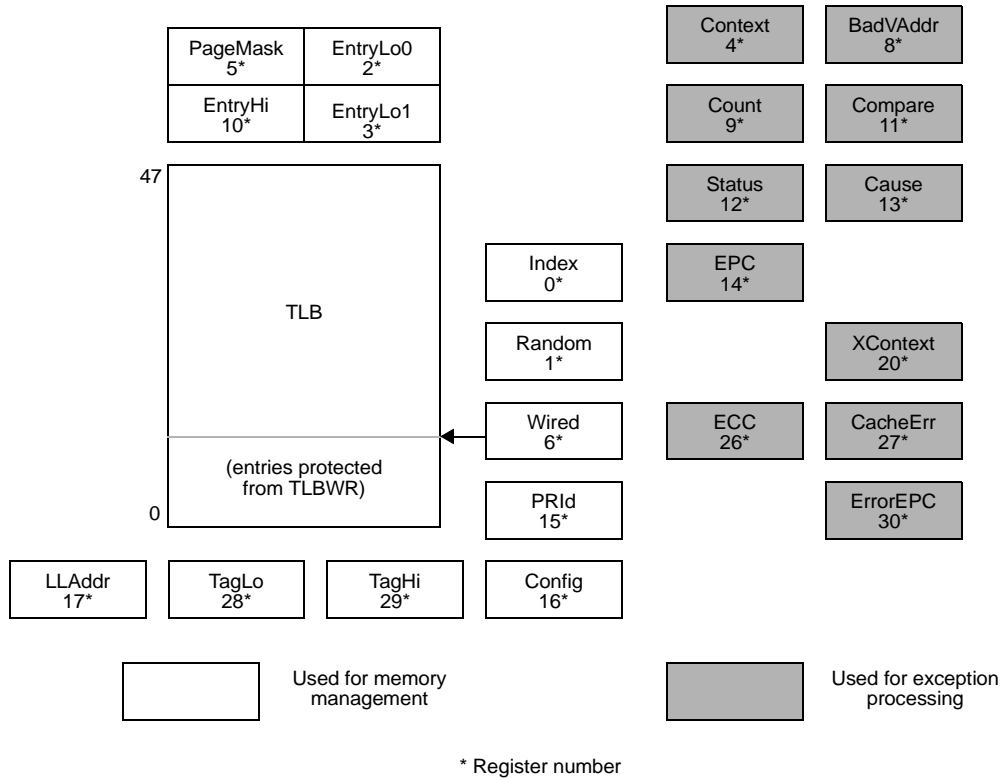 PageMask
5*
EntryLo0
2*
EntryHi
10*
EntryLo1
3*
Context
4*
BadVAddr
8*
Count
9*
Compare
11*
Status
12*
Cause
13*
EPC
14*
XContext
20*
ECC
26*
CacheErr
27*
ErrorEPC
30*
47
TLB
(entries protected
from TLBWR)
0
Index
0*
Random
1*
Wired
6*
PRId
15*
LLAddr
17*
TagLo
28*
TagHi
29*
Config
16*
Used for memory
management
Used for exception
processing
* Register number